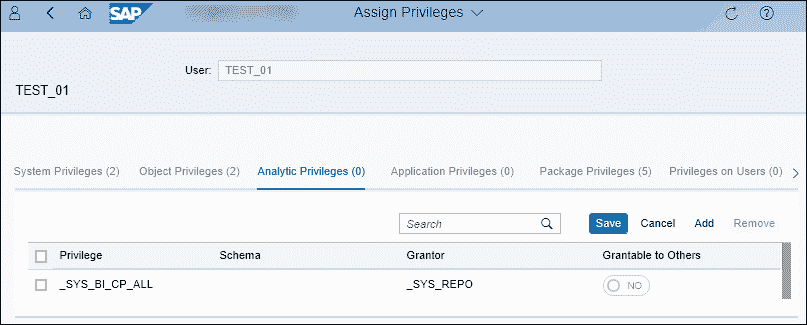 SAP Assign Privileges
User: TEST_01
TEST_01
System Privileges (2) Object Privileges (2) Analytic Privileges (0) Application Privileges (0) Package Privileges (5) Privileges on Users (0)
Search Save Cancel Add Remove
Privilege Schema Grantor Grantable to Others
_SYS_BI_CP_ALL _SYS_REPO NO